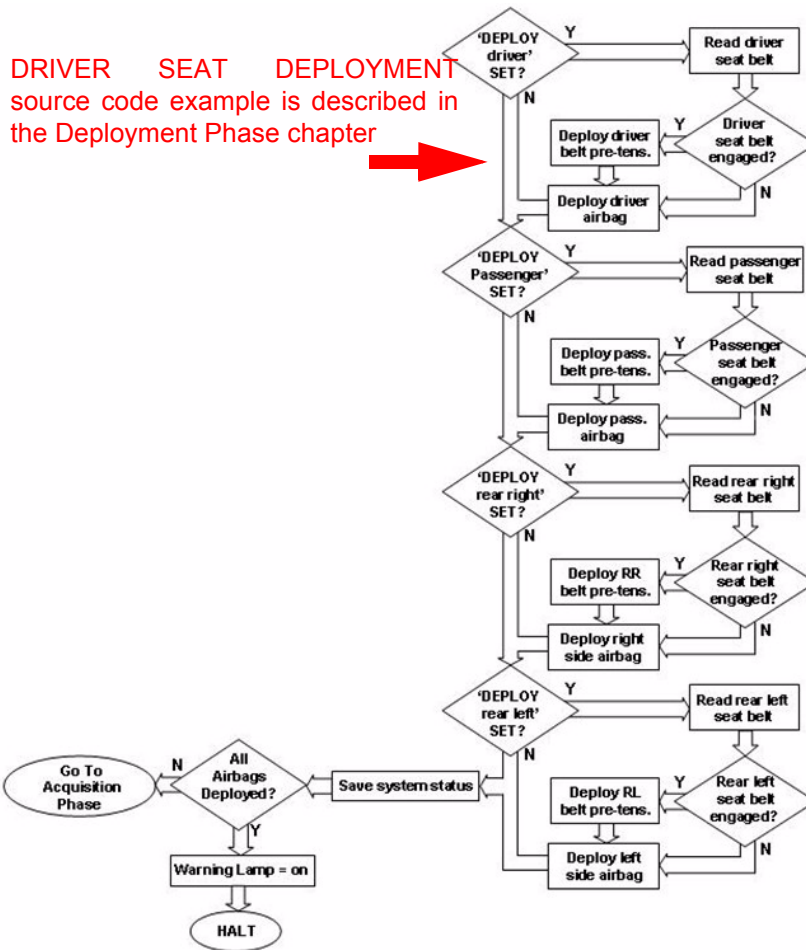 DRIVER SEAT DEPLOYMENT
source code example is described in
the Deployment Phase chapter
'DEPLOY
driver'
SET?
Y
N
Read driver
seat belt
Driver
seat belt
engaged?
Y
N
Deploy driver
belt pre-tens.
Deploy driver
airbag
'DEPLOY
Passenger'
SET?
Y
N
Read passenger
seat belt
Passenger
seat belt
engaged?
Y
N
Deploy pass.
belt pre-tens.
Deploy pass.
airbag
'DEPLOY
rear right'
SET?
Y
N
Read rear right
seat belt
Rear right
seat belt
engaged?
Y
N
Deploy RR
belt pre-tens.
Deploy right
side airbag
'DEPLOY
rear left'
SET?
Y
N
Read rear left
seat belt
Rear left
seat belt
engaged?
Y
N
Deploy RL
belt pre-tens.
Deploy left
side airbag
Save system status
All
Airbags
Deployed?
N
Y
Go To
Acquisition
Phase
Warning Lamp = on
HALT